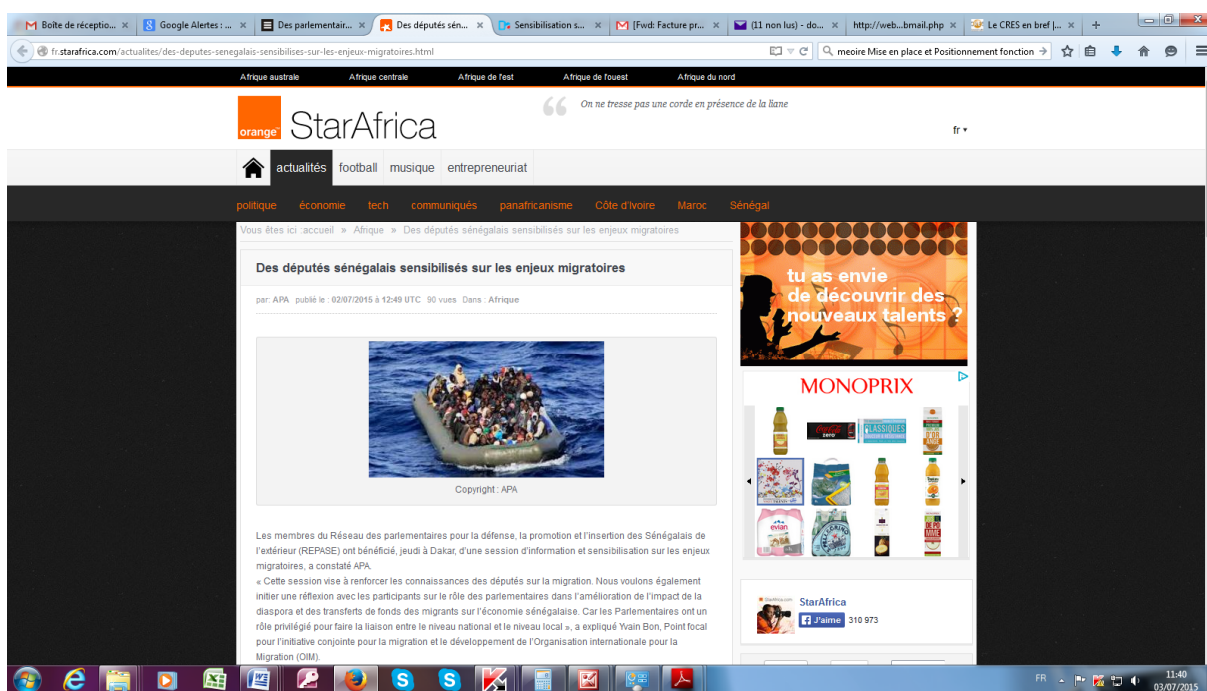 Boîte de réceptio...
Google Alertes : ...
Des parlementair...
Des députés sén...
Sensibilisation s...
[Fwd: Facture pr...
(11 non lus) - do...
http://web...bmail.php
Le CRES en bref |...
fr.starafrica.com/actualites/des-deputes-senegalais-sensibilises-sur-les-enjeux-migratoires.html
meoire Mise en place et Positionnement fonction
Afrique australe Afrique centrale Afrique de l'est Afrique de l'ouest Afrique du nord
On ne tresse pas une corde en présence de la liane
orange StarAfrica
fr
actualités football musique entrepreneuriat
politique économie tech communiqués panafricanisme Côte d'Ivoire Maroc Sénégal
Vous êtes ici :accueil » Afrique » Des députés sénégalais sensibilisés sur les enjeux migratoires
Des députés sénégalais sensibilisés sur les enjeux migratoires
par: APA publié le : 02/07/2015 à 12:49 UTC 90 vues Dans : Afrique
Copyright : APA
Les membres du Réseau des parlementaires pour la défense, la promotion et l'insertion des Sénégalais de
l'extérieur (REPASE) ont bénéficié, jeudi à Dakar, d'une session d'information et sensibilisation sur les enjeux
migratoires, a constaté APA.
« Cette session vise à renforcer les connaissances des députés sur la migration. Nous voulons également
initier une réflexion avec les participants sur le rôle des parlementaires dans l'amélioration de l'impact de la
diaspora et des transferts de fonds des migrants sur l'économie sénégalaise. Car les Parlementaires ont un
rôle privilégié pour faire la liaison entre le niveau national et le niveau local », a expliqué Yvain Bon, Point focal
pour l'initiative conjointe pour la migration et le développement de l'Organisation internationale pour la
Migration (OIM).
tu as envie
de découvrir des
nouveaux talents ?
MONOPRIX
zero
CLASSIQUES
evian
StarAfrica
J'aime 310 973
FR
11:40
03/07/2015